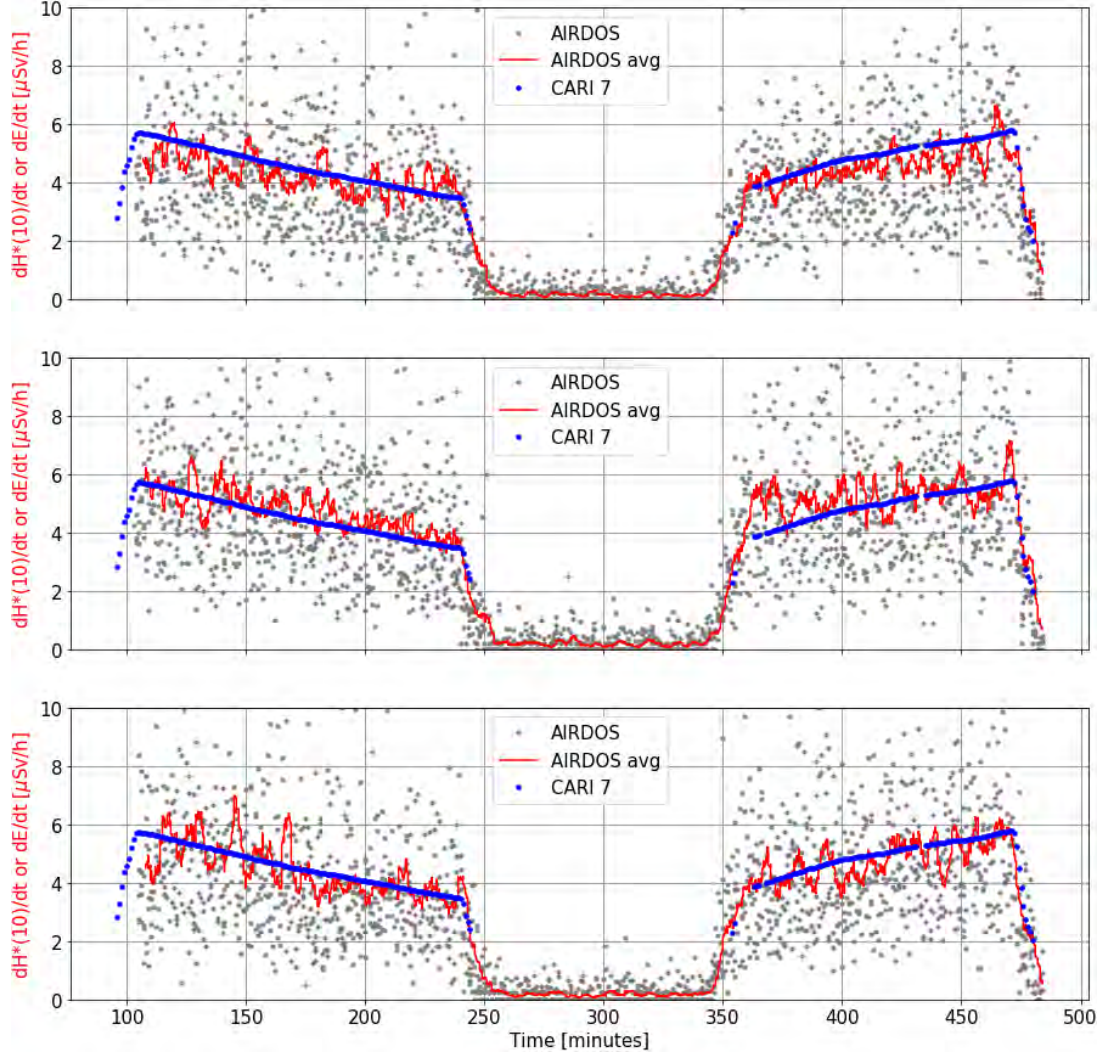 10
8
6
4
2
0
dH*(10)/dt or dE/dt [µSv/h]
AIRDOS
AIRDOS avg
CARI 7
10
8
6
4
2
0
dH*(10)/dt or dE/dt [µSv/h]
AIRDOS
AIRDOS avg
CARI 7
10
8
6
4
2
0
dH*(10)/dt or dE/dt [µSv/h]
AIRDOS
AIRDOS avg
CARI 7
100 150 200 250 300 350 400 450 500
Time [minutes]